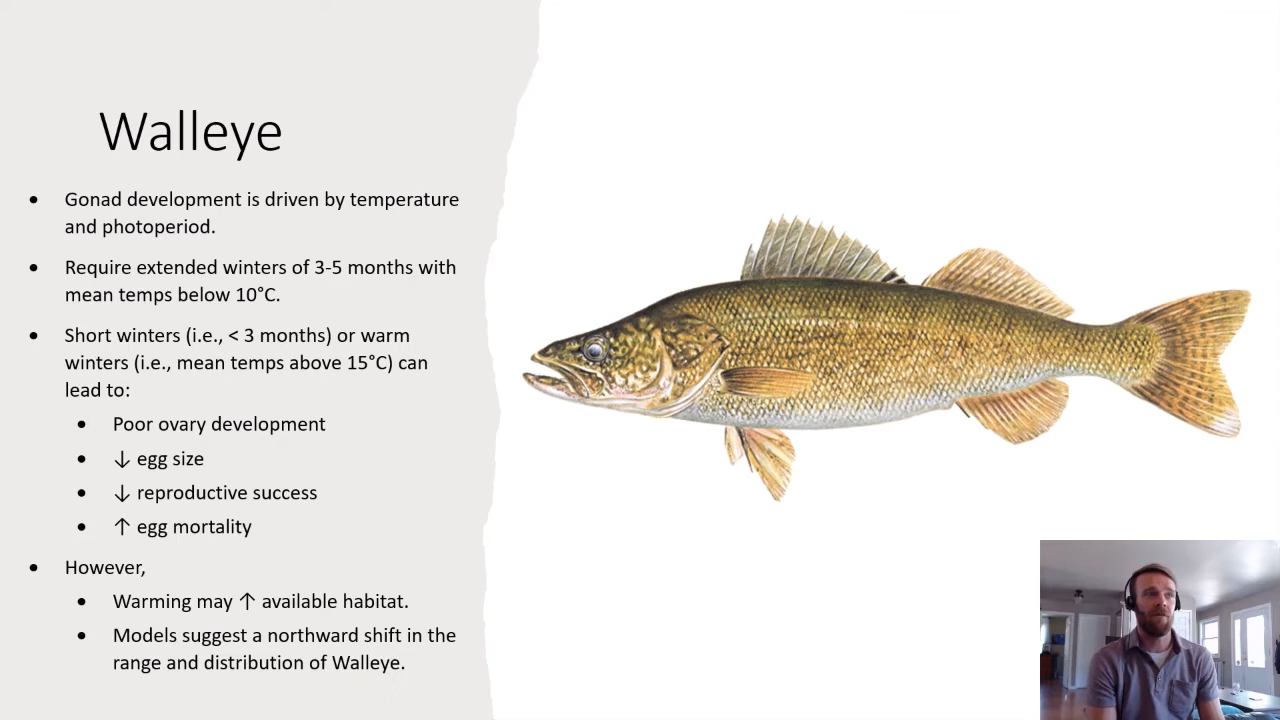 Walleye
• Gonad development is driven by temperature
and photoperiod.
• Require extended winters of 3-5 months with
mean temps below 10°C.
• Short winters (i.e., < 3 months) or warm
winters (i.e., mean temps above 15°C) can
lead to:
• Poor ovary development
• ↓ egg size
• ↓ reproductive success
• ↑ egg mortality
• However,
• Warming may ↑ available habitat.
• Models suggest a northward shift in the
range and distribution of Walleye.